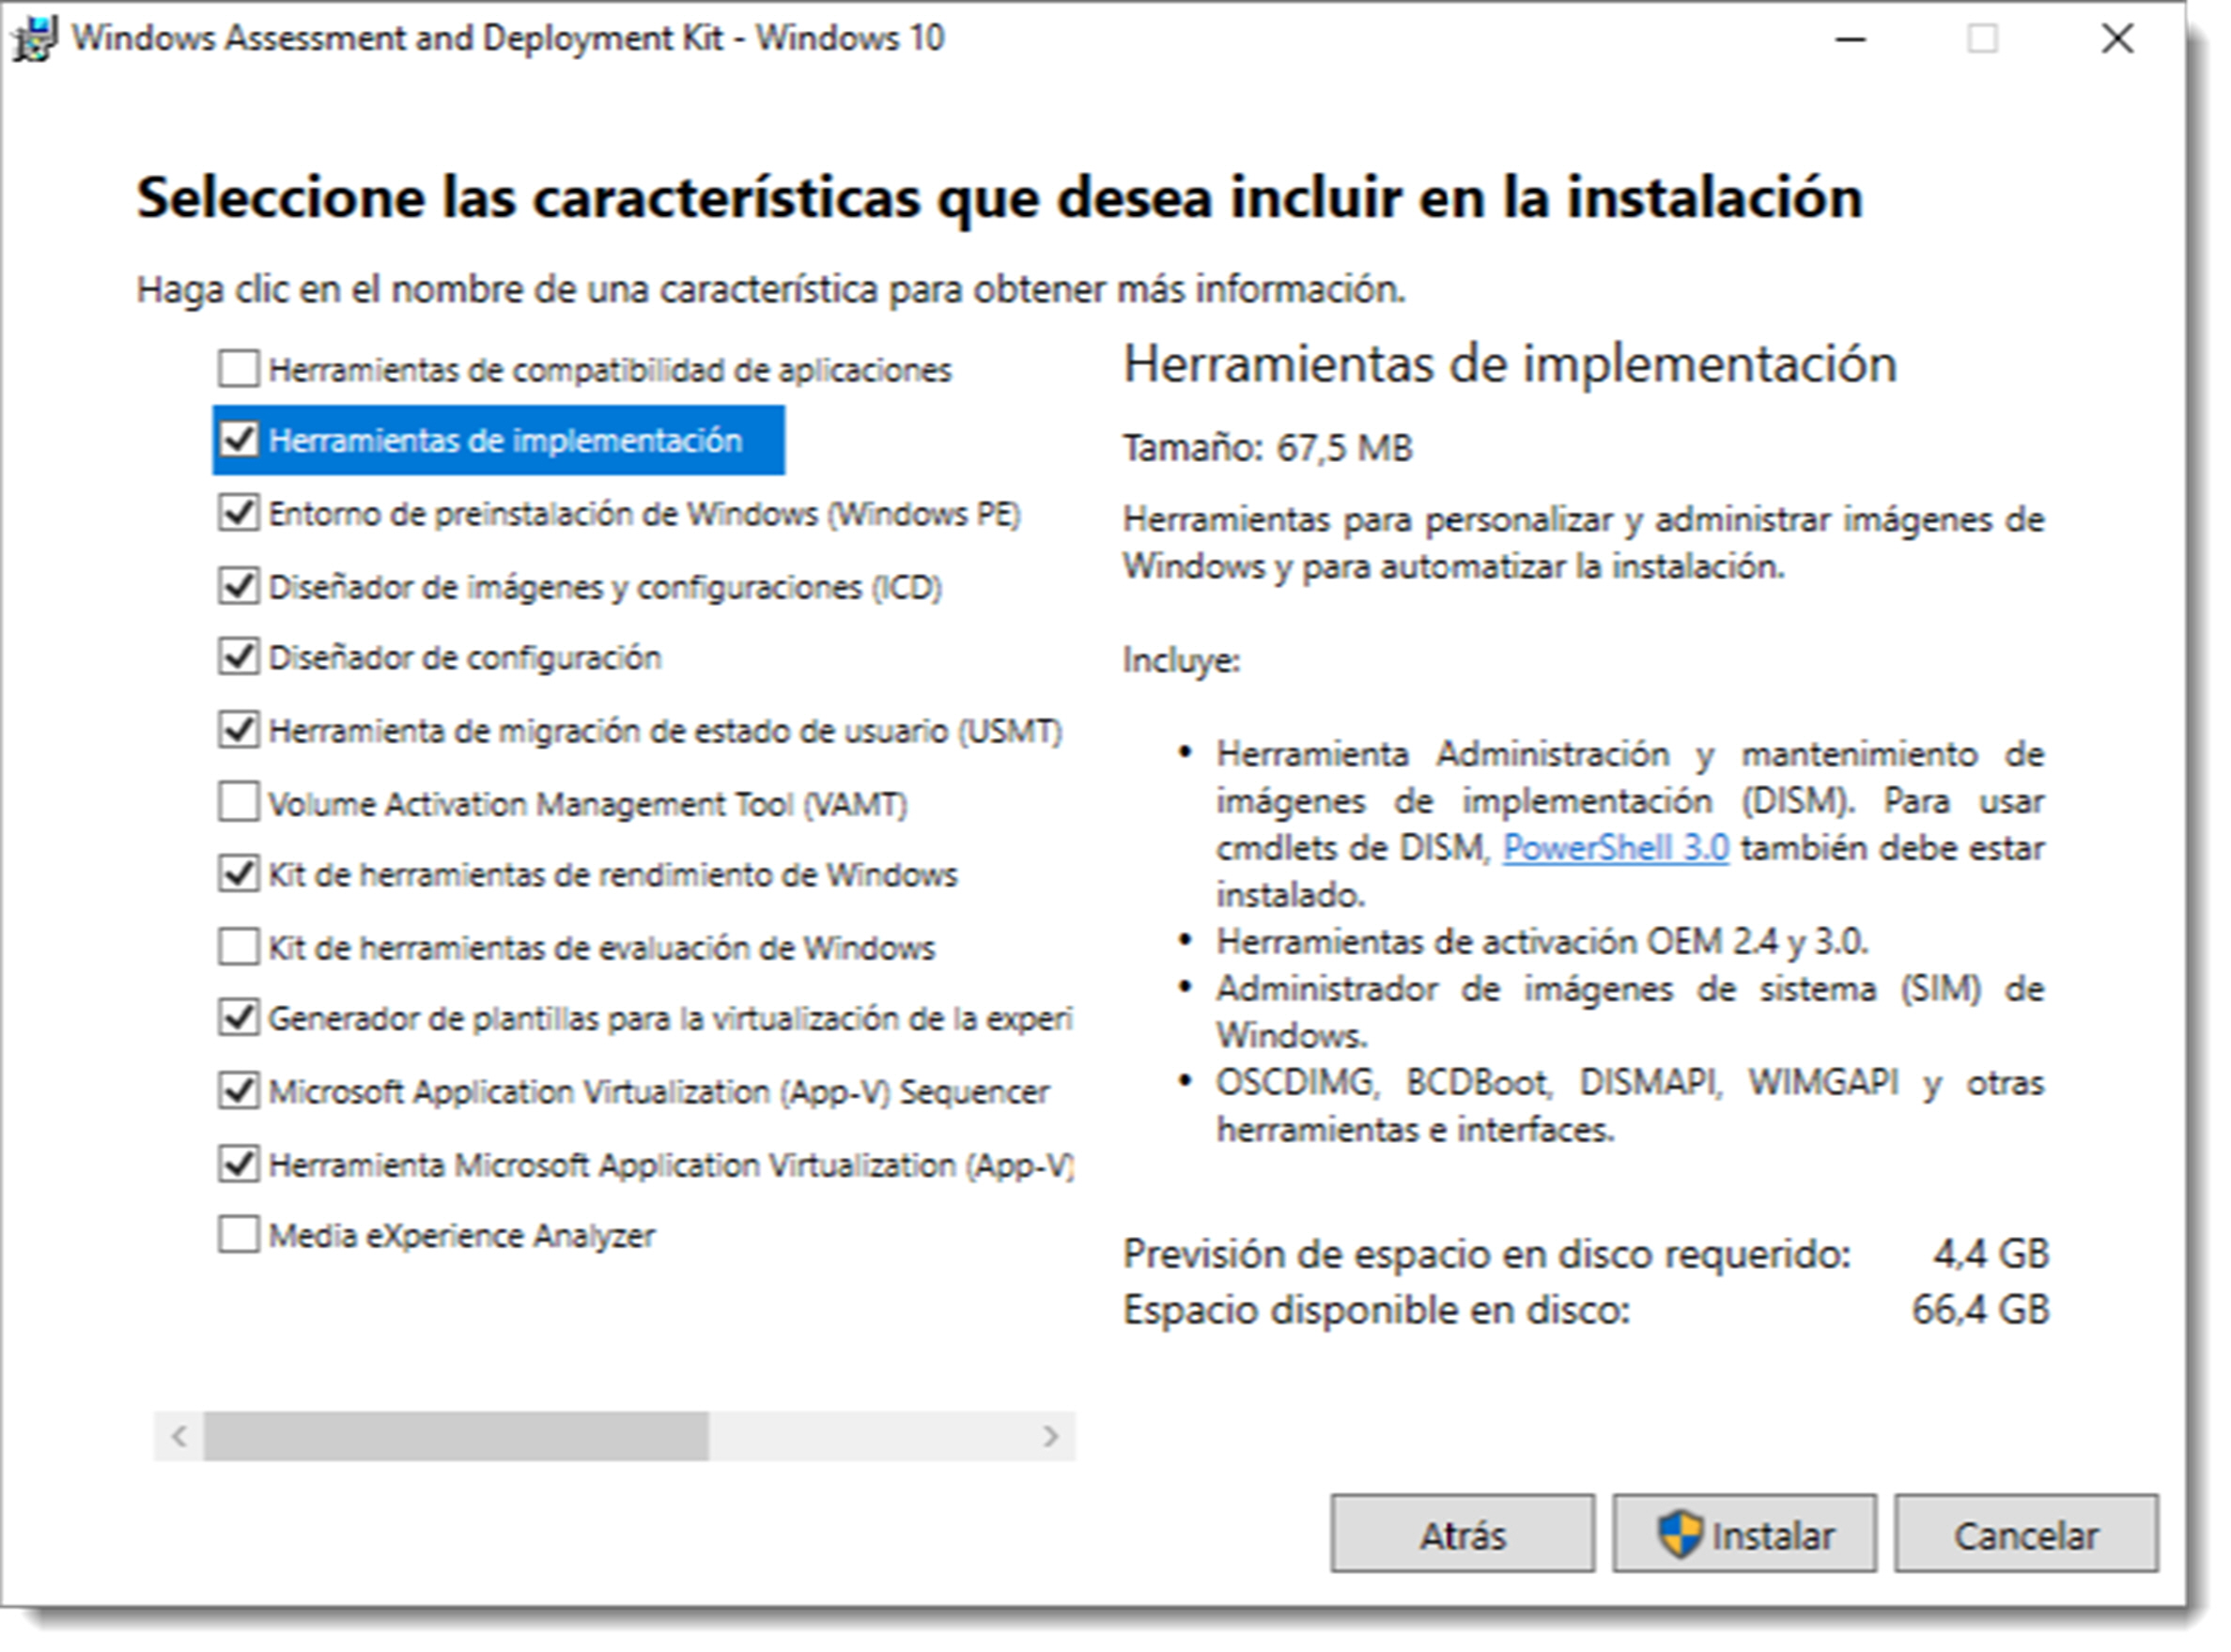 Windows Assessment and Deployment Kit - Windows 10
Seleccione las características que desea incluir en la instalación
Haga clic en el nombre de una característica para obtener más información.
Herramientas de compatibilidad de aplicaciones
Herramientas de implementación
Entorno de preinstalación de Windows (Windows PE)
Diseñador de imágenes y configuraciones (ICD)
Diseñador de configuración
Herramienta de migración de estado de usuario (USMT)
Volume Activation Management Tool (VAMT)
Kit de herramientas de rendimiento de Windows
Kit de herramientas de evaluación de Windows
Generador de plantillas para la virtualización de la experi
Microsoft Application Virtualization (App-V) Sequencer
Herramienta Microsoft Application Virtualization (App-V)
Media eXperience Analyzer
Herramientas de implementación
Tamaño: 67,5 MB
Herramientas para personalizar y administrar imágenes de
Windows y para automatizar la instalación.
Incluye:
• Herramienta Administración y mantenimiento de
imágenes de implementación (DISM). Para usar
cmdlets de DISM, PowerShell 3.0 también debe estar
instalado.
• Herramientas de activación OEM 2.4 y 3.0.
• Administrador de imágenes de sistema (SIM) de
Windows.
• OSCDIMG, BCDBoot, DISMAPI, WIMGAPI y otras
herramientas e interfaces.
Previsión de espacio en disco requerido: 4,4 GB
Espacio disponible en disco: 66,4 GB
Atrás
Instalar
Cancelar